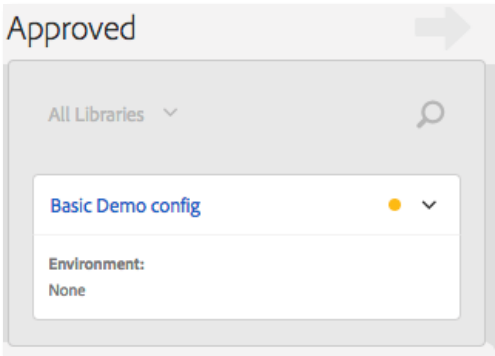 Approved
All Libraries
Basic Demo config
Environment:
None